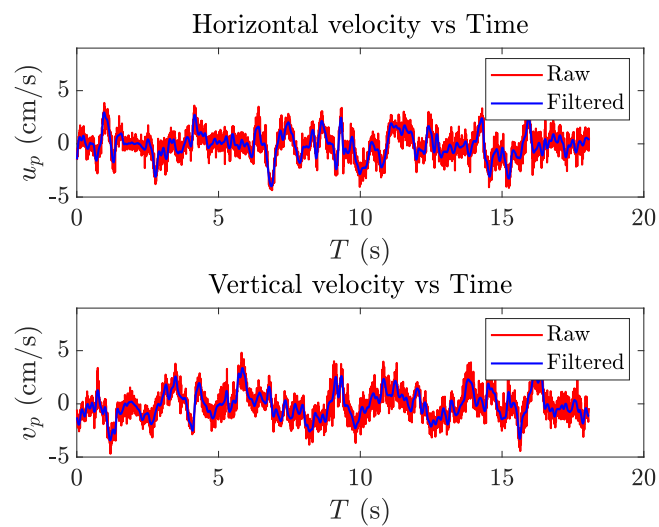 Horizontal velocity vs Time
5
0
-5
u_p (cm/s)
Raw
Filtered
0 5 10 15 20
T (s)
Vertical velocity vs Time
5
0
-5
v_p (cm/s)
Raw
Filtered
0 5 10 15 20
T (s)